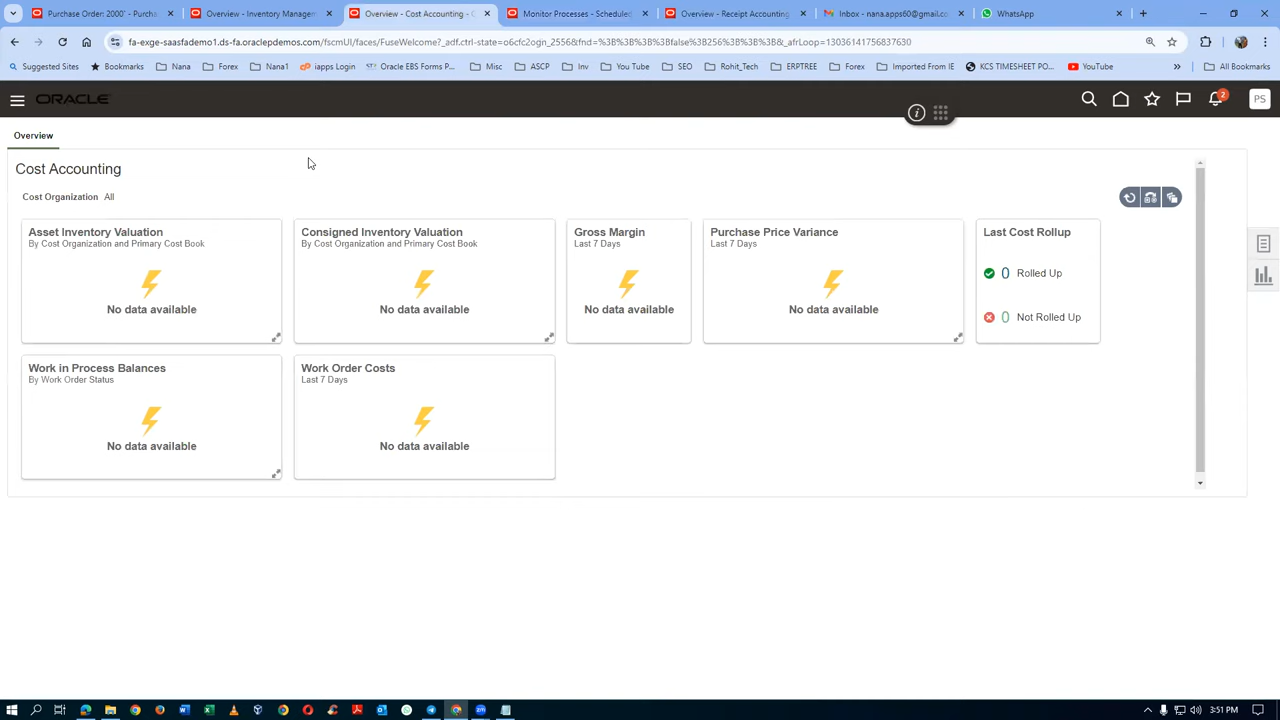 Purchase Order: 2000 - Purcha
Overview - Inventory Managem
Overview - Cost Accounting - C
Monitor Processes - Scheduled
Overview - Receipt Accounting
Inbox - nana.apps60@gmail.co
WhatsApp
fa-exge-saasfademo1.ds-fa.oraclepdemos.com/fscmUI/faces/FuseWelcome?_adf.ctrl-state=o6cfc2ogn_2556&fnd=%3B%3B%3B%3Bfalse%3B256%3B%3B%3B&_afrLoop=13036141756837630
Suggested Sites
Bookmarks
Nana
Forex
Nana1
iapps Login
Oracle EBS Forms P...
Misc
ASCP
Inv
You Tube
SEO
Rohit_Tech
ERPTREE
Forex
Imported From IE
KCS TIMESHEET PO...
YouTube
»
All Bookmarks
ORACLE
2
PS
Overview
Cost Accounting
Cost Organization All
Asset Inventory Valuation
By Cost Organization and Primary Cost Book
No data available
Consigned Inventory Valuation
By Cost Organization and Primary Cost Book
No data available
Gross Margin
Last 7 Days
No data available
Purchase Price Variance
Last 7 Days
No data available
Last Cost Rollup
0 Rolled Up
0 Not Rolled Up
Work in Process Balances
By Work Order Status
No data available
Work Order Costs
Last 7 Days
No data available
3:51 PM